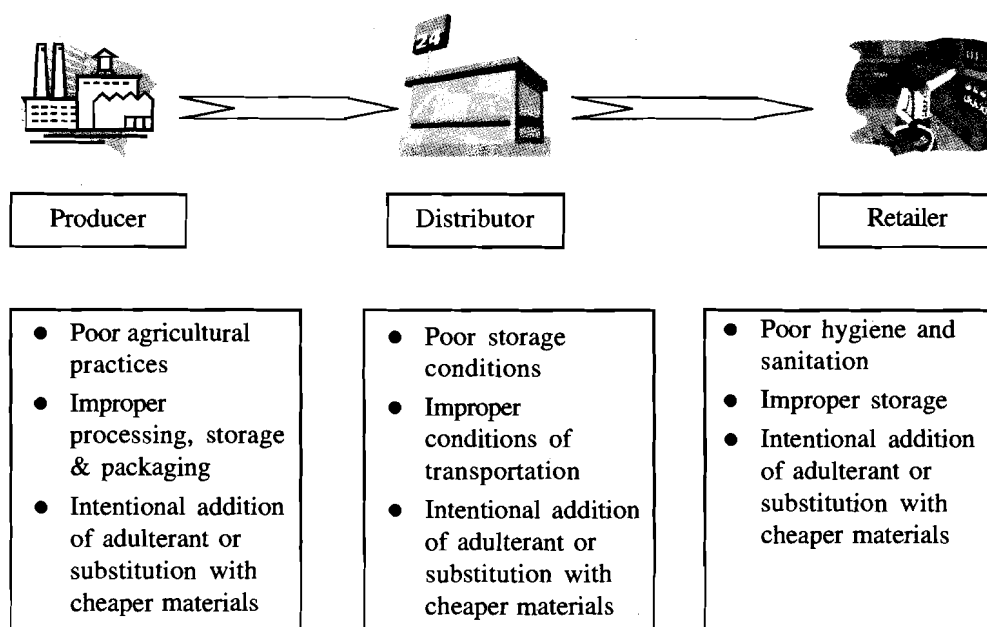 24
Producer
Distributor
Retailer
● Poor agricultural
practices
● Improper
processing, storage
& packaging
● Intentional addition
of adulterant or
substitution with
cheaper materials
● Poor storage
conditions
● Improper
conditions of
transportation
● Intentional addition
of adulterant or
substitution with
cheaper materials
● Poor hygiene and
sanitation
● Improper storage
● Intentional addition
of adulterant or
substitution with
cheaper materials